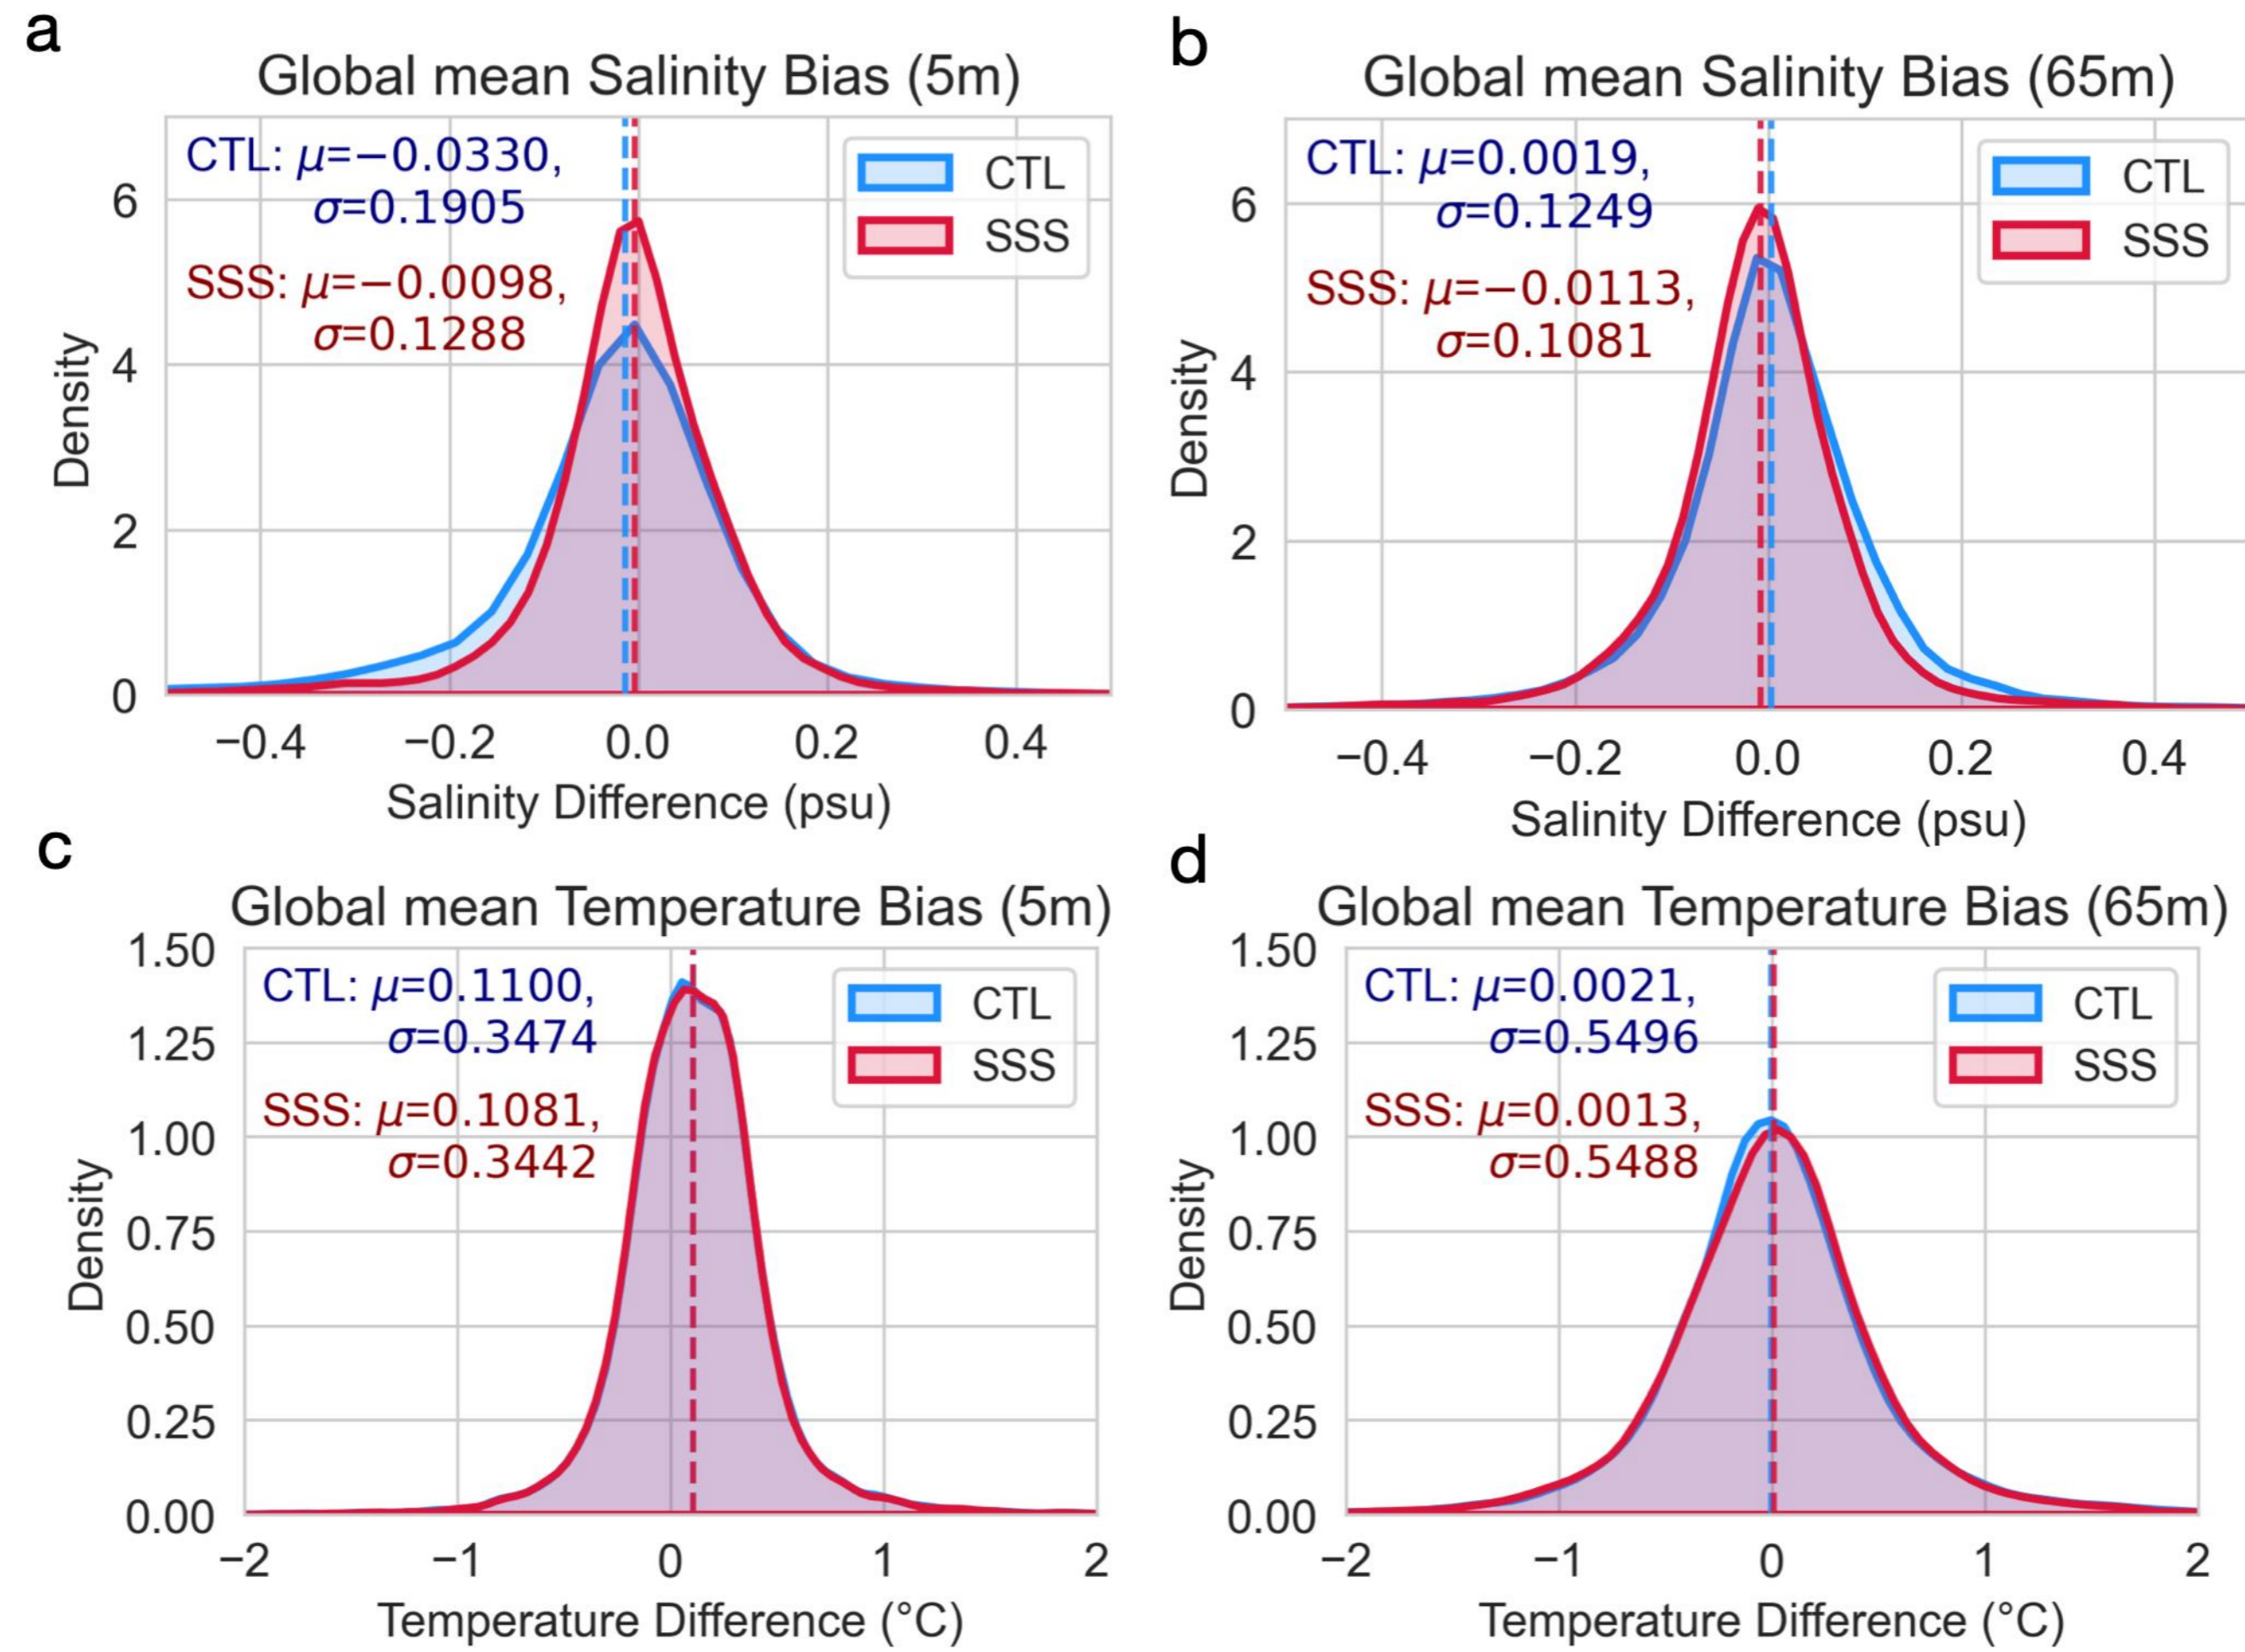 a
Global mean Salinity Bias (5m)
CTL: μ=−0.0330,
σ=0.1905
SSS: μ=−0.0098,
σ=0.1288
CTL
SSS
Density
6
4
2
0
−0.4 −0.2 0.0 0.2 0.4
Salinity Difference (psu)
b
Global mean Salinity Bias (65m)
CTL: μ=0.0019,
σ=0.1249
SSS: μ=−0.0113,
σ=0.1081
CTL
SSS
Density
6
4
2
0
−0.4 −0.2 0.0 0.2 0.4
Salinity Difference (psu)
c
Global mean Temperature Bias (5m)
CTL: μ=0.1100,
σ=0.3474
SSS: μ=0.1081,
σ=0.3442
CTL
SSS
Density
1.50
1.25
1.00
0.75
0.50
0.25
0.00
−2 −1 0 1 2
Temperature Difference (°C)
d
Global mean Temperature Bias (65m)
CTL: μ=0.0021,
σ=0.5496
SSS: μ=0.0013,
σ=0.5488
CTL
SSS
Density
1.50
1.25
1.00
0.75
0.50
0.25
0.00
−2 −1 0 1 2
Temperature Difference (°C)